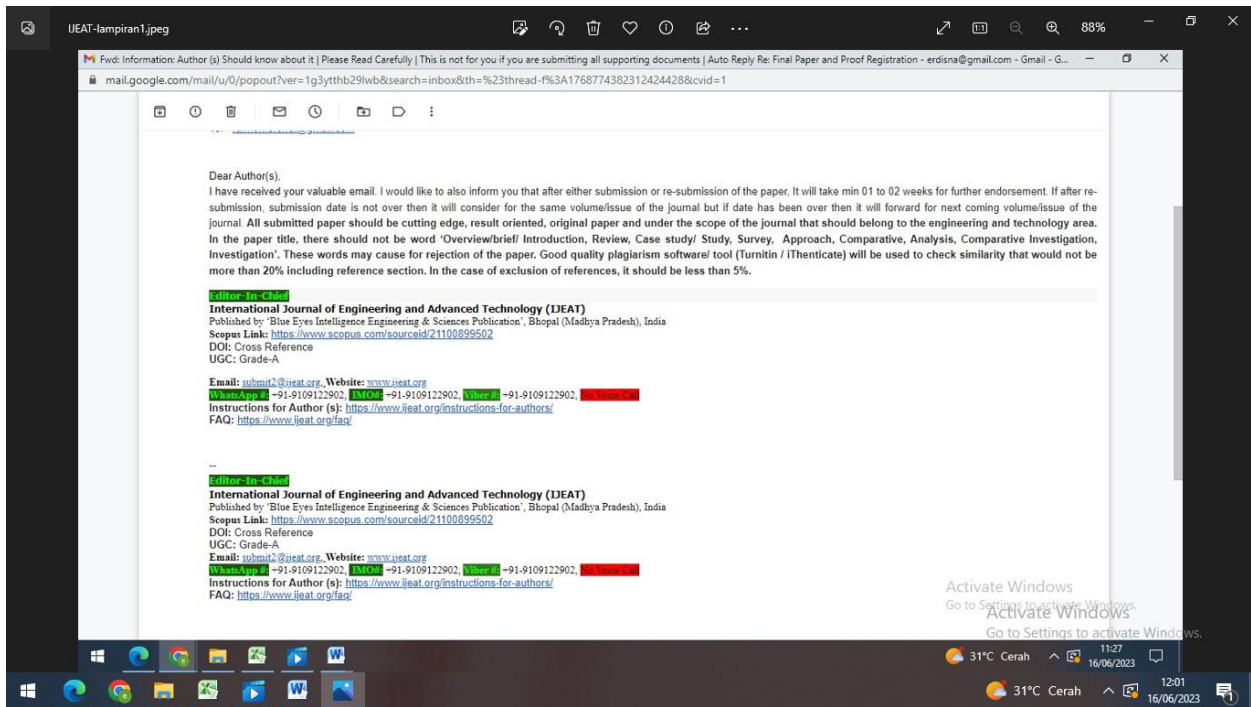 IJEAT-lampiran1.jpeg
88%
Fwd: Information: Author (s) Should know about it | Please Read Carefully | This is not for you if you are submitting all supporting documents | Auto Reply Re: Final Paper and Proof Registration - erdisna@gmail.com - Gmail - G...
mail.google.com/mail/u/0/popout?ver=1g3ytthb29lwb&search=inbox&th=%23thread-f%3A1768774382312424428&cvid=1
Dear Author(s),
I have received your valuable email. I would like to also inform you that after either submission or re-submission of the paper, It will take min 01 to 02 weeks for further endorsement. If after re-
submission, submission date is not over then it will consider for the same volume/issue of the journal but if date has been over then it will forward for next coming volume/issue of the
journal. All submitted paper should be cutting edge, result oriented, original paper and under the scope of the journal that should belong to the engineering and technology area.
In the paper title, there should not be word ‘Overview/brief/ Introduction, Review, Case study/ Study, Survey, Approach, Comparative, Analysis, Comparative Investigation,
Investigation’. These words may cause for rejection of the paper. Good quality plagiarism software/ tool (Turnitin / iThenticate) will be used to check similarity that would not be
more than 20% including reference section. In the case of exclusion of references, it should be less than 5%.
Editor-In-Chief
International Journal of Engineering and Advanced Technology (IJEAT)
Published by ‘Blue Eyes Intelligence Engineering & Sciences Publication’, Bhopal (Madhya Pradesh), India
Scopus Link: https://www.scopus.com/sourceid/21100899502
DOI: Cross Reference
UGC: Grade-A
Email: submit2@ijeat.org, Website: www.ijeat.org
WhatsApp #: +91-9109122902, IMO#: +91-9109122902, Viber #: +91-9109122902, No Voice Call
Instructions for Author (s): https://www.ijeat.org/instructions-for-authors/
FAQ: https://www.ijeat.org/faq/
--
Editor-In-Chief
International Journal of Engineering and Advanced Technology (IJEAT)
Published by ‘Blue Eyes Intelligence Engineering & Sciences Publication’, Bhopal (Madhya Pradesh), India
Scopus Link: https://www.scopus.com/sourceid/21100899502
DOI: Cross Reference
UGC: Grade-A
Email: submit2@ijeat.org, Website: www.ijeat.org
WhatsApp #: +91-9109122902, IMO#: +91-9109122902, Viber #: +91-9109122902, No Voice Call
Instructions for Author (s): https://www.ijeat.org/instructions-for-authors/
FAQ: https://www.ijeat.org/faq/
Activate Windows
Go to Settings to activate Windows.
Activate Windows
Go to Settings to activate Windows.
31°C Cerah
11:27
16/06/2023
31°C Cerah
12:01
16/06/2023